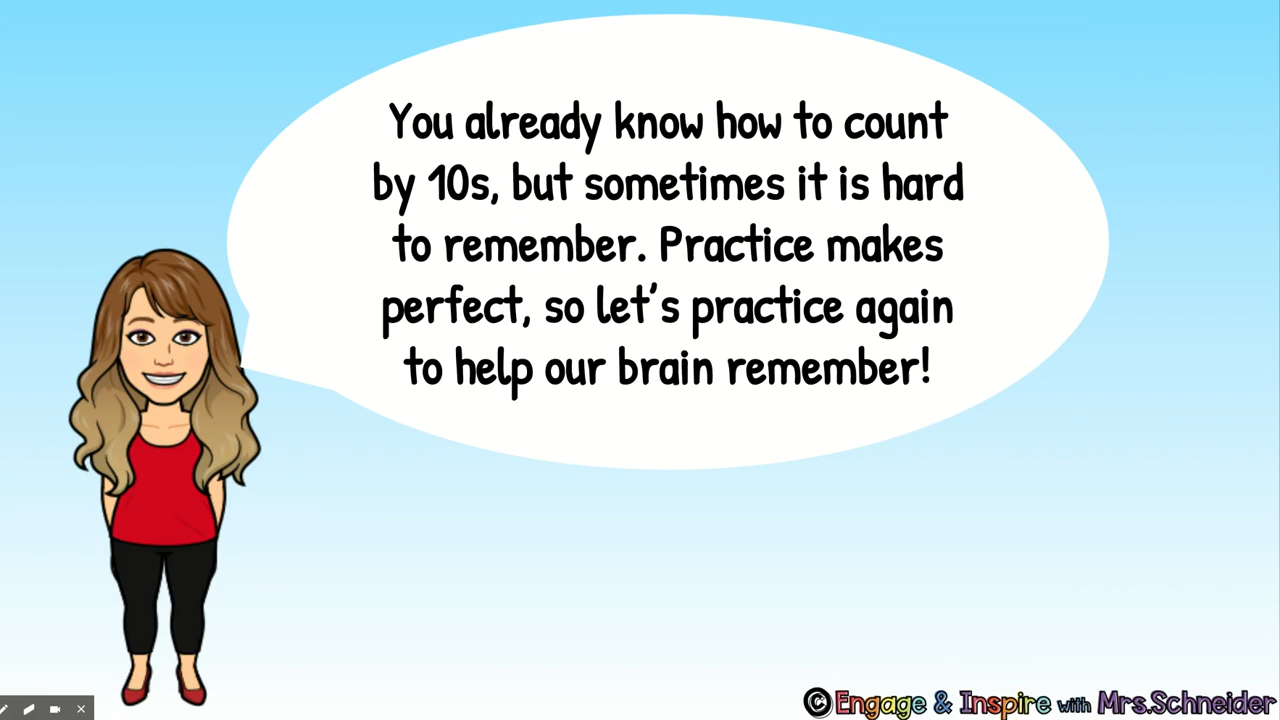 You already know how to count
by 10s, but sometimes it is hard
to remember. Practice makes
perfect, so let's practice again
to help our brain remember!
© Engage & Inspire with Mrs.Schneider